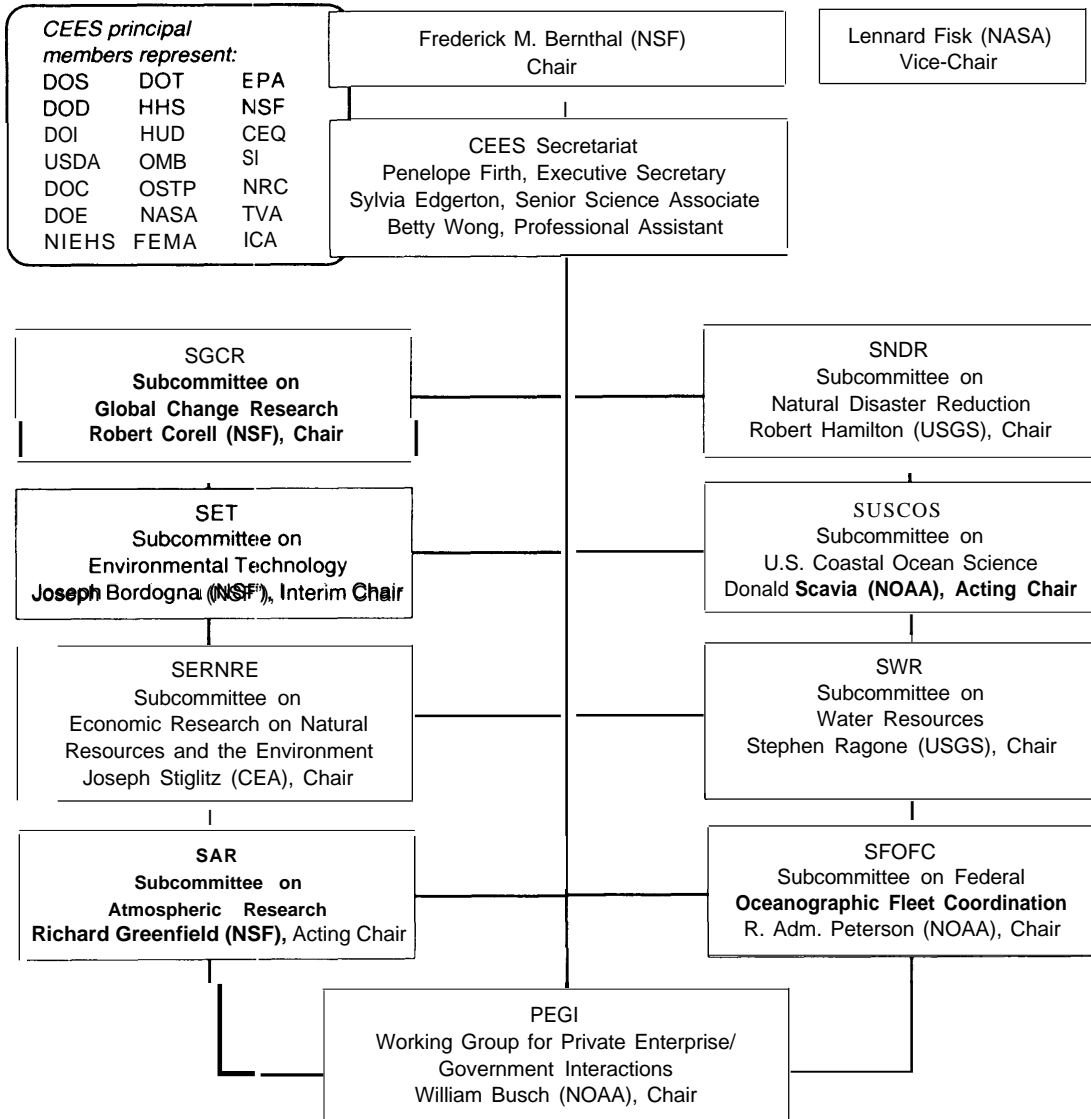 CEES principal
members represent:
DOS DOT EPA
DOD HHS NSF
DOI HUD CEQ
USDA OMB SI
DOC OSTP NRC
DOE NASA TVA
NIEHS FEMA ICA
Frederick M. Bernthal (NSF)
Chair
Lennard Fisk (NASA)
Vice-Chair
CEES Secretariat
Penelope Firth, Executive Secretary
Sylvia Edgerton, Senior Science Associate
Betty Wong, Professional Assistant
SGCR
Subcommittee on
Global Change Research
Robert Corell (NSF), Chair
SNDR
Subcommittee on
Natural Disaster Reduction
Robert Hamilton (USGS), Chair
SET
Subcommittee on
Environmental Technology
Joseph Bordogna (NSF), Interim Chair
SUSCOS
Subcommittee on
U.S. Coastal Ocean Science
Donald Scavia (NOAA), Acting Chair
SERNRE
Subcommittee on
Economic Research on Natural
Resources and the Environment
Joseph Stiglitz (CEA), Chair
SWR
Subcommittee on
Water Resources
Stephen Ragone (USGS), Chair
SAR
Subcommittee on
Atmospheric Research
Richard Greenfield (NSF), Acting Chair
SFOFC
Subcommittee on Federal
Oceanographic Fleet Coordination
R. Adm. Peterson (NOAA), Chair
PEGI
Working Group for Private Enterprise/
Government Interactions
William Busch (NOAA), Chair